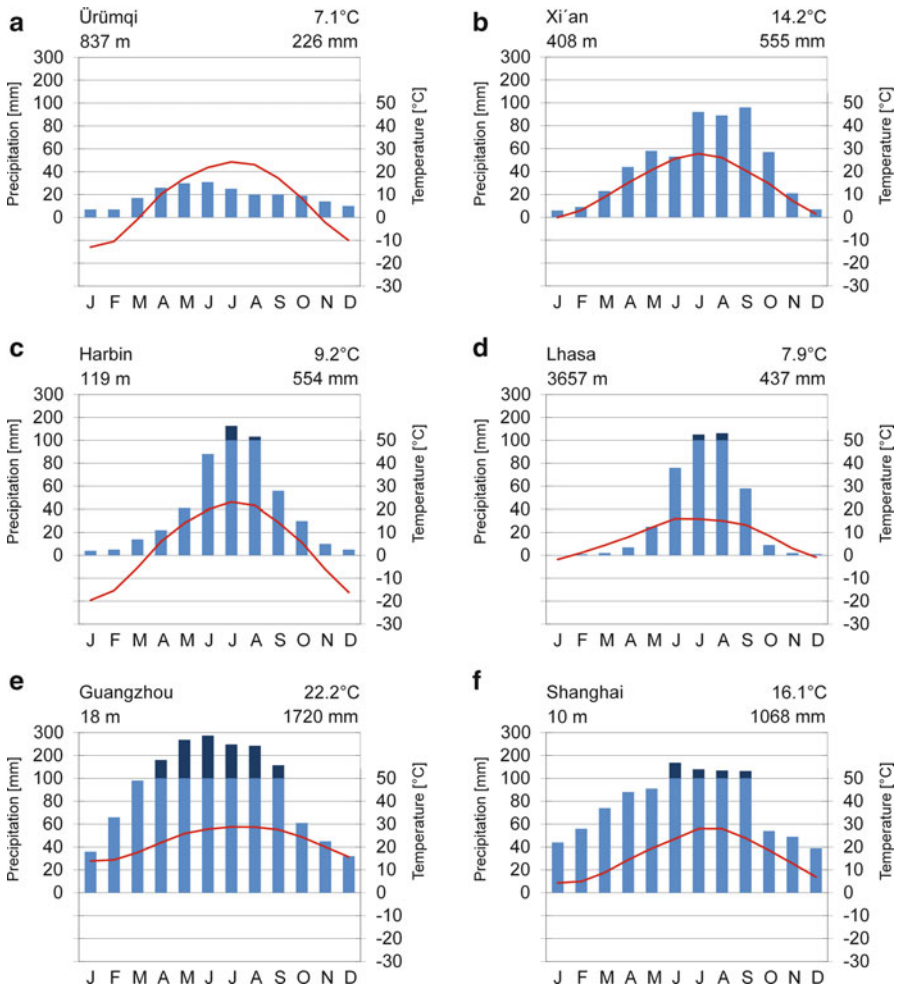 a
Ürümqi 7.1°C
837 m 226 mm
Precipitation [mm]
300
200
100
80
60
40
20
0
Temperature [°C]
50
40
30
20
10
0
-10
-20
-30
J F M A M J J A S O N D
b
Xi´an 14.2°C
408 m 555 mm
Precipitation [mm]
300
200
100
80
60
40
20
0
Temperature [°C]
50
40
30
20
10
0
-10
-20
-30
J F M A M J J A S O N D
c
Harbin 9.2°C
119 m 554 mm
Precipitation [mm]
300
200
100
80
60
40
20
0
Temperature [°C]
50
40
30
20
10
0
-10
-20
-30
J F M A M J J A S O N D
d
Lhasa 7.9°C
3657 m 437 mm
Precipitation [mm]
300
200
100
80
60
40
20
0
Temperature [°C]
50
40
30
20
10
0
-10
-20
-30
J F M A M J J A S O N D
e
Guangzhou 22.2°C
18 m 1720 mm
Precipitation [mm]
300
200
100
80
60
40
20
0
Temperature [°C]
50
40
30
20
10
0
-10
-20
-30
J F M A M J J A S O N D
f
Shanghai 16.1°C
10 m 1068 mm
Precipitation [mm]
300
200
100
80
60
40
20
0
Temperature [°C]
50
40
30
20
10
0
-10
-20
-30
J F M A M J J A S O N D